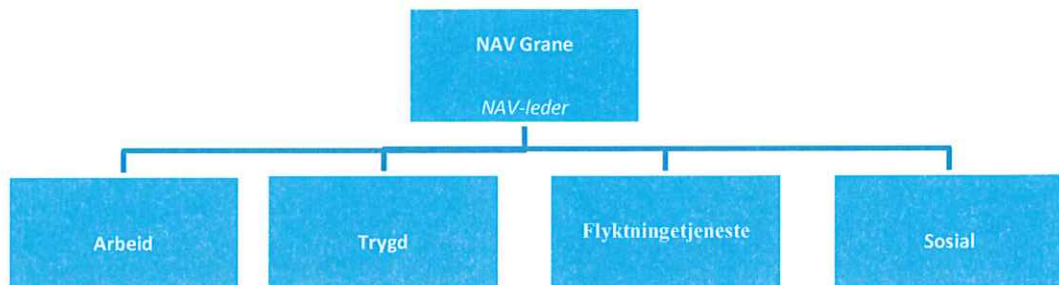 NAV Grane
NAV-leder
Arbeid
Trygd
Flyktningetjeneste
Sosial